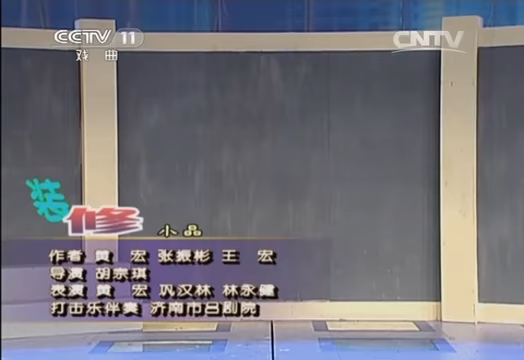 CCTV 11
戏曲
CNTV
装修
小品
作者 黄 宏 张振彬 王 宏
导演 胡宗琪
表演 黄 宏 巩汉林 林永健
打击乐伴奏 济南市吕剧院